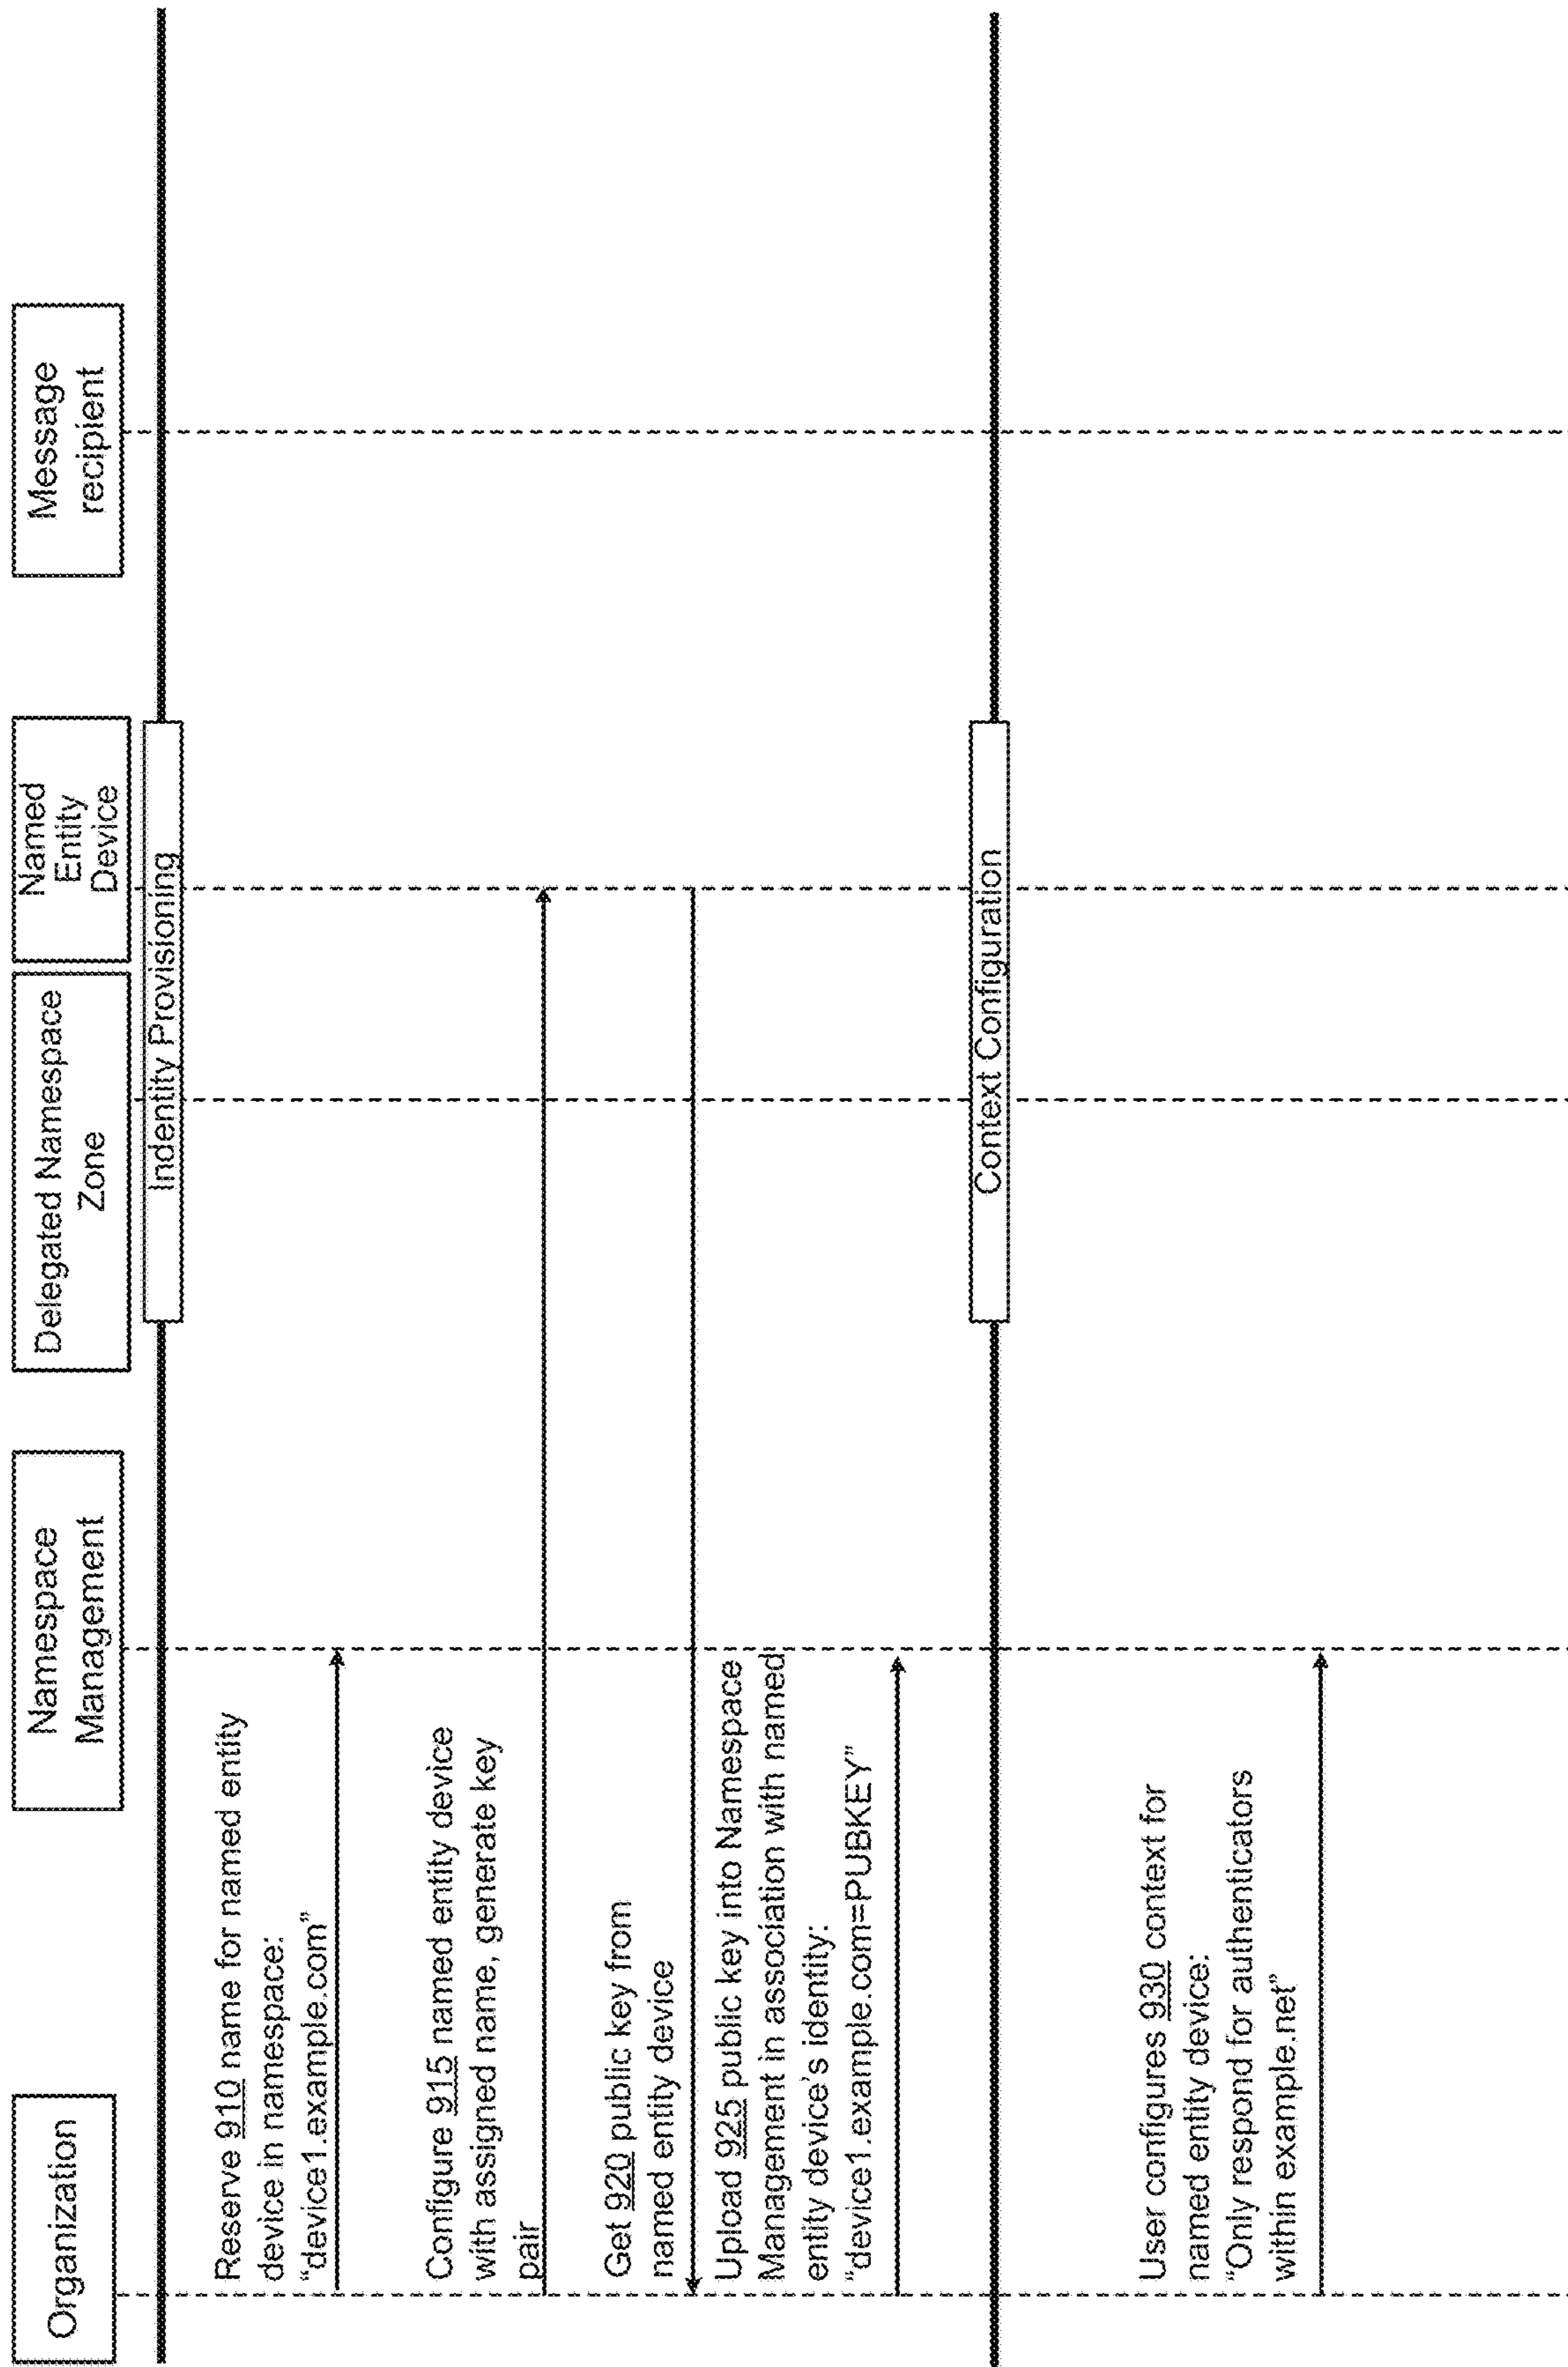 Organization
Namespace
Management
Delegated Namespace
Zone
Named
Entity
Device
Message
recipient
Indentity Provisioning
Reserve 910 name for named entity
device in namespace:
“device1.example.com”
Configure 915 named entity device
with assigned name, generate key
pair
Get 920 public key from
named entity device
Upload 925 public key into Namespace
Management in association with named
entity device's identity:
“device1.example.com=PUBKEY”
Context Configuration
User configures 930 context for
named entity device:
“Only respond for authenticators
within example.net”